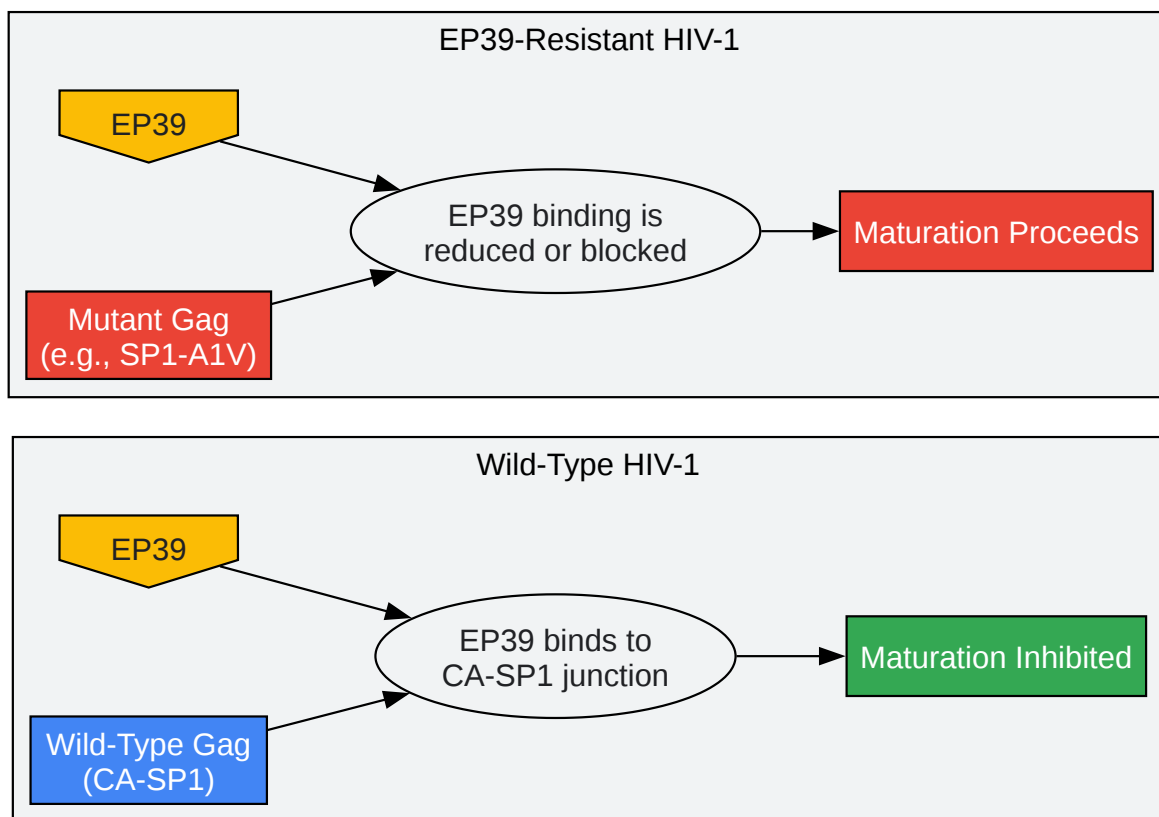 EP39-Resistant HIV-1
EP39
EP39 binding is
reduced or blocked
Maturation Proceeds
Mutant Gag
(e.g., SP1-A1V)
Wild-Type HIV-1
EP39
EP39 binds to
CA-SP1 junction
Maturation Inhibited
Wild-Type Gag
(CA-SP1)